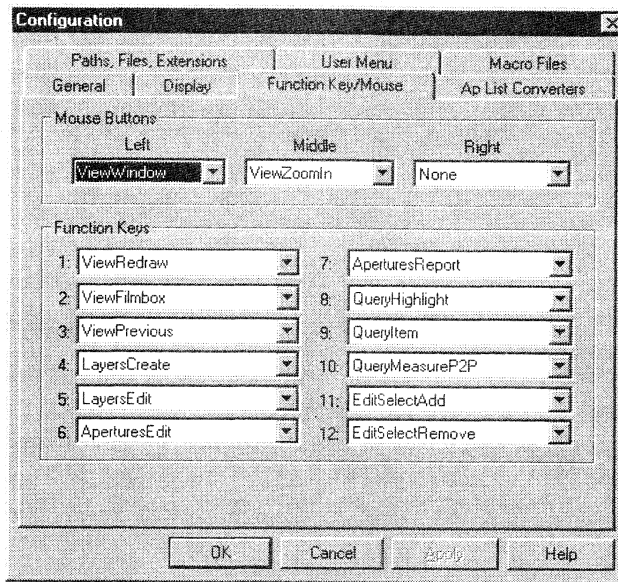 Configuration
Paths, Files, Extensions User Menu Macro Files
General Display Function Key/Mouse Ap List Converters
Mouse Buttons
Left Middle Right
ViewWindow ViewZoomIn None
Function Keys
1: ViewRedraw 7: AperturesReport
2: ViewFilmbox 8: QueryHighlight
3: ViewPrevious 9: QueryItem
4: LayersCreate 10: QueryMeasureP2P
5: LayersEdit 11: EditSelectAdd
6: AperturesEdit 12: EditSelectRemove
OK Cancel Apply Help